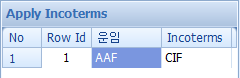 Apply Incoterms
No Row Id 운임 Incoterms
1 1 AAF CIF